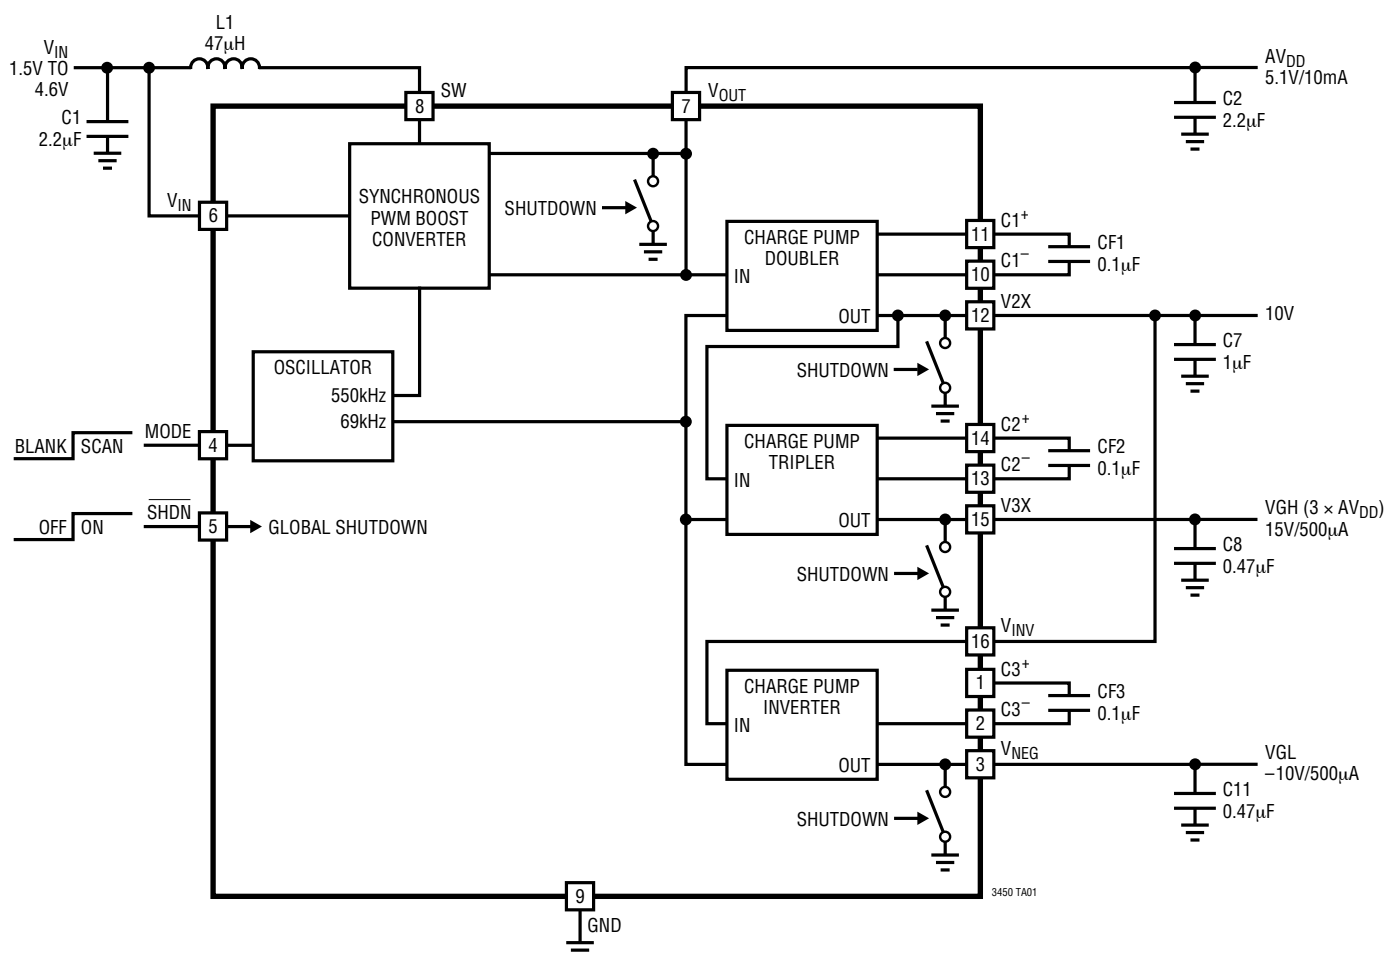 L1
47µH
VIN
1.5V TO
4.6V
C1
2.2µF
SW
8
VOUT
7
AVDD
5.1V/10mA
C2
2.2µF
VIN
6
SYNCHRONOUS
PWM BOOST
CONVERTER
SHUTDOWN
CHARGE PUMP
DOUBLER
IN
OUT
11
C1+
10
C1–
CF1
0.1µF
12
V2X
10V
C7
1µF
SHUTDOWN
OSCILLATOR
550kHz
69kHz
BLANK
SCAN
MODE
4
OFF
ON
SHDN
5
GLOBAL SHUTDOWN
CHARGE PUMP
TRIPLER
IN
OUT
14
C2+
13
C2–
CF2
0.1µF
15
V3X
VGH (3 × AVDD)
15V/500µA
C8
0.47µF
SHUTDOWN
16
VINV
CHARGE PUMP
INVERTER
IN
OUT
1
C3+
2
C3–
CF3
0.1µF
3
VNEG
VGL
–10V/500µA
C11
0.47µF
SHUTDOWN
9
GND
3450 TA01